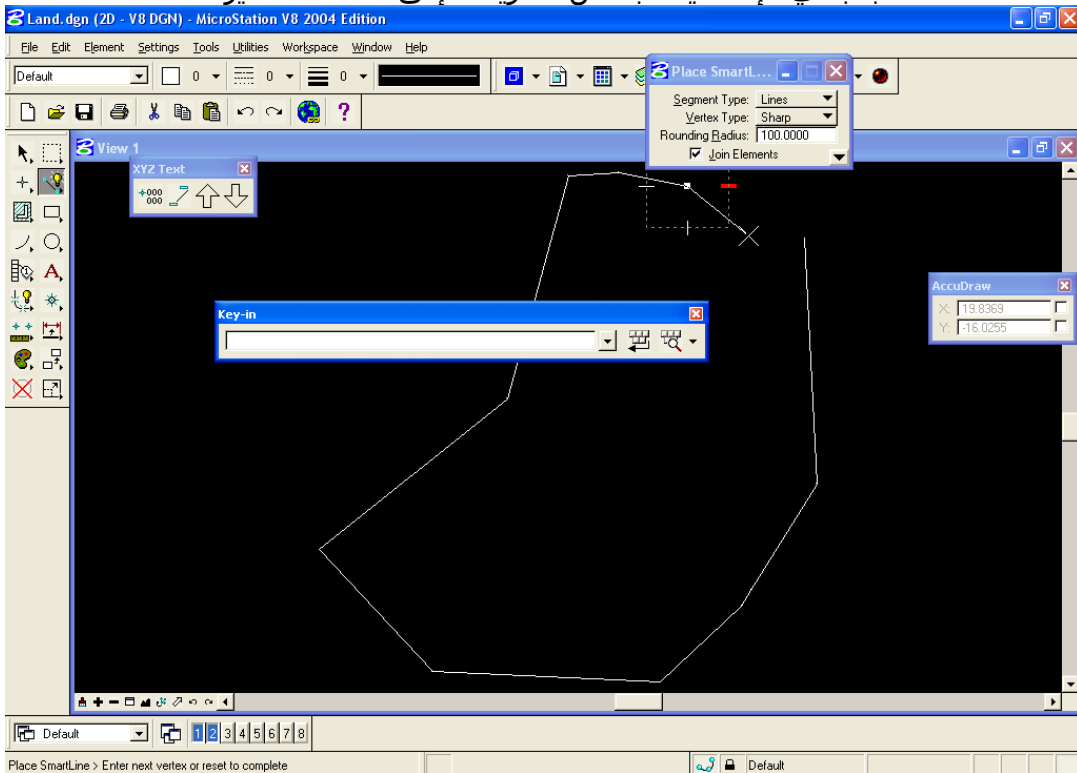 Land.dgn (2D - V8 DGN) - MicroStation V8 2004 Edition
File Edit Element Settings Tools Utilities Workspace Window Help
Default 0 0 0
Place SmartL...
Segment Type: Lines
Vertex Type: Sharp
Rounding Radius: 100.0000
Join Elements
View 1
XYZ Text
+000
000
AccuDraw
X: 19.8369
Y: -16.0255
Key-in
Default 1 2 3 4 5 6 7 8
Place SmartLine > Enter next vertex or reset to complete
Default